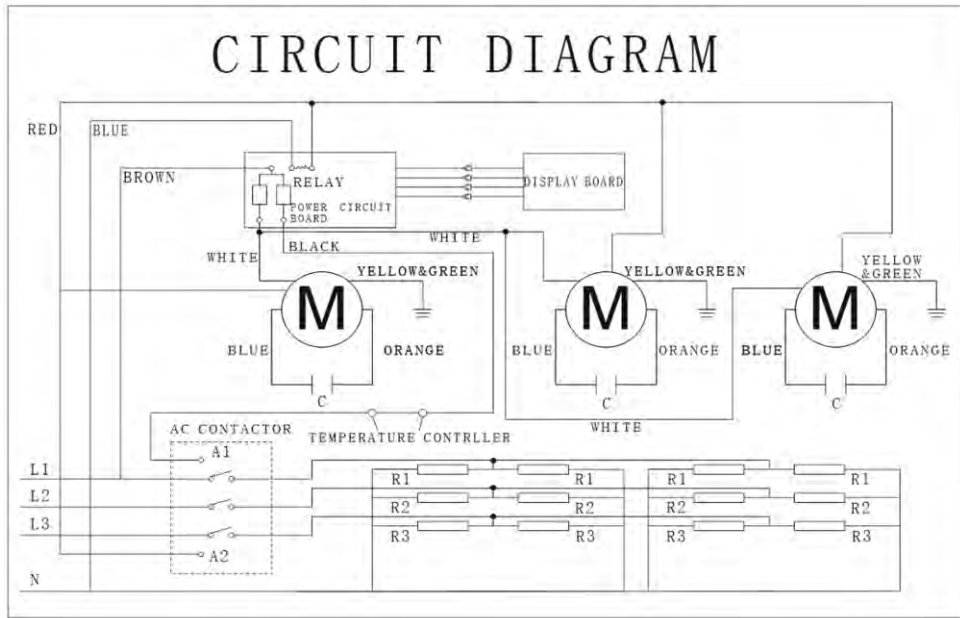 CIRCUIT DIAGRAM
RED
BLUE
BROWN
RELAY
DISPLAY BOARD
POWER CIRCUIT
BOARD
WHITE
BLACK
WHITE
YELLOW&GREEN
YELLOW&GREEN
YELLOW
&GREEN
M
M
M
BLUE
ORANGE
BLUE
ORANGE
BLUE
ORANGE
C
C
C
WHITE
AC CONTACTOR
TEMPERATURE CONTRLLER
A1
L1
R1
R1
R1
R1
L2
R2
R2
R2
R2
L3
R3
R3
R3
R3
A2
N